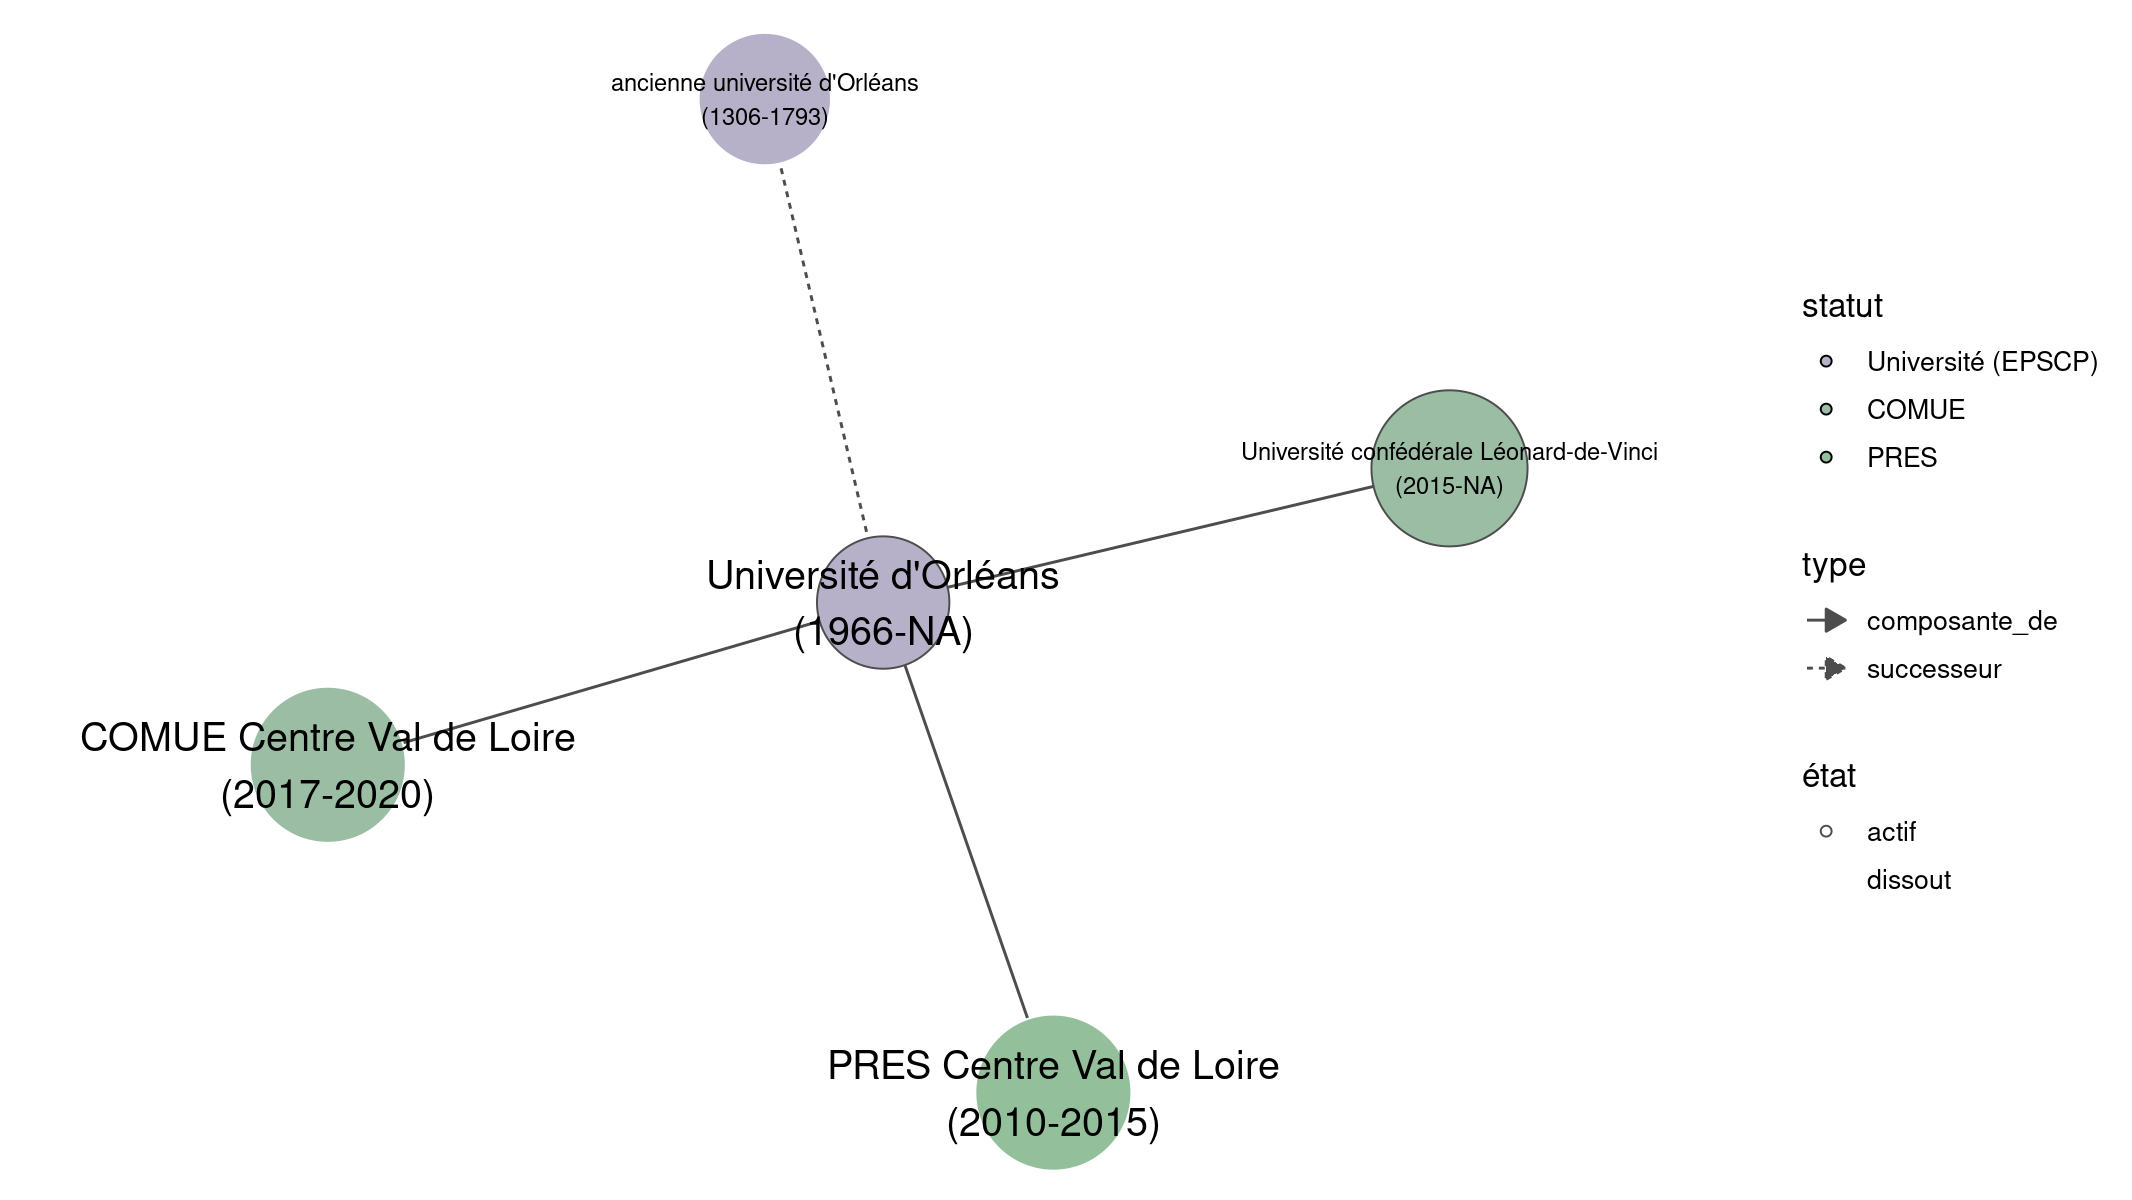 ancienne université d'Orléans
(1306-1793)
Université confédérale Léonard-de-Vinci
(2015-NA)
Université d'Orléans
(1966-NA)
COMUE Centre Val de Loire
(2017-2020)
PRES Centre Val de Loire
(2010-2015)
statut
Université (EPSCP)
COMUE
PRES
type
composante_de
successeur
état
actif
dissout